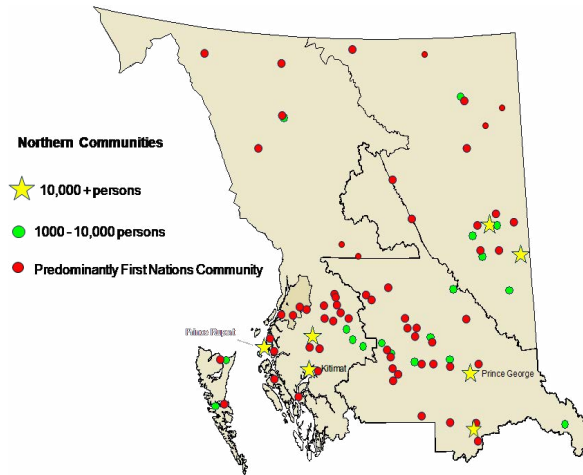 Northern Communities
10,000 + persons
1000 - 10,000 persons
Predominantly First Nations Community
Prince Rupert
Kitimat
Prince George